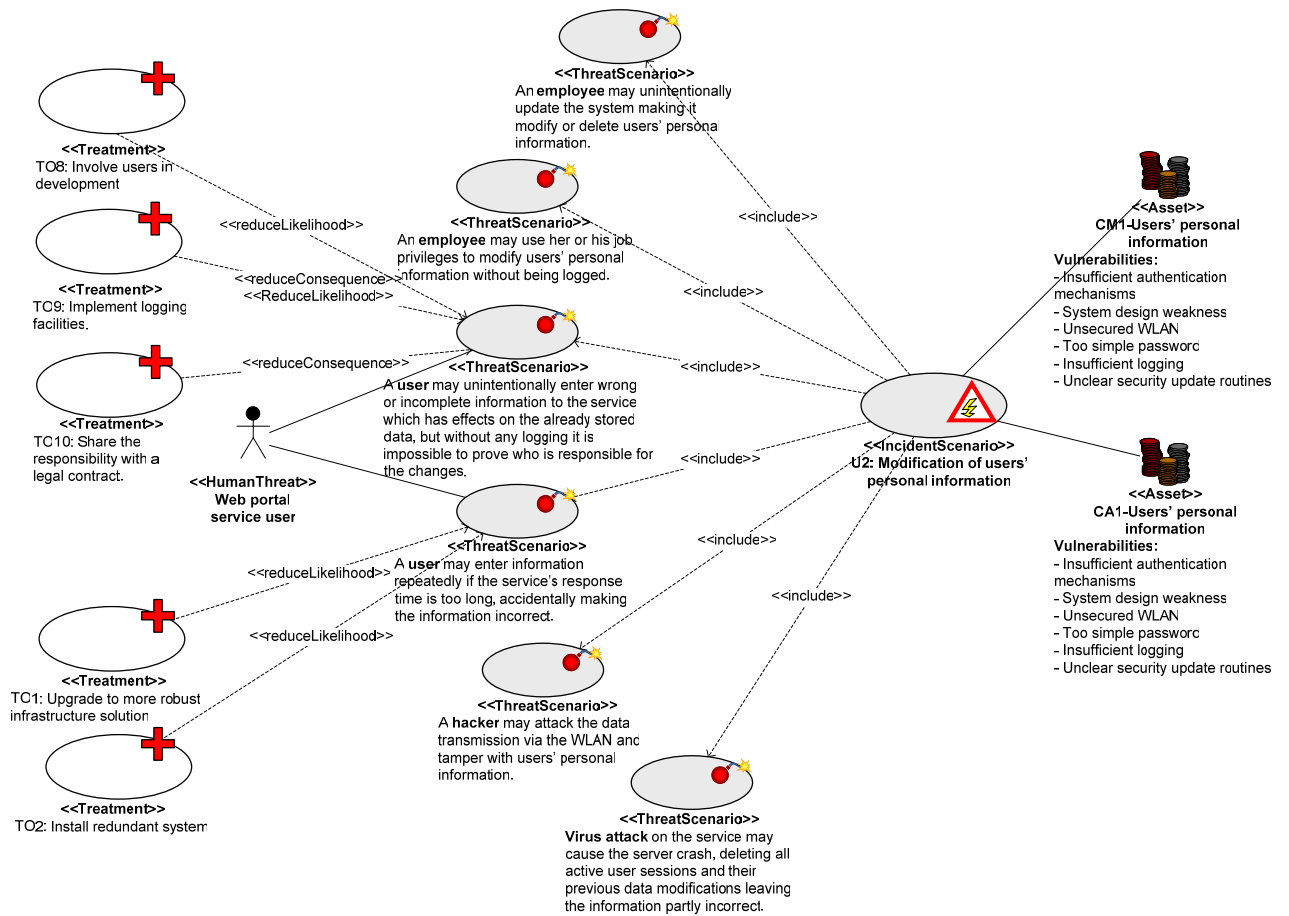 <<ThreatScenario>>
An employee may unintentionally
update the system making it
modify or delete users' personal
information.
<<Treatment>>
TO8: Involve users in
development
<<reduceLikelihood>>
<<ThreatScenario>>
An employee may use her or his job
privileges to modify users' personal
information without being logged.
<<include>>
<<Asset>>
CM1-Users' personal
information
Vulnerabilities:
- Insufficient authentication
mechanisms
- System design weakness
- Unsecured WLAN
- Too simple password
- Insufficient logging
- Unclear security update routines
<<Treatment>>
TO9: Implement logging
facilities.
<<reduceConsequence>>
<<ReduceLikelihood>>
<<include>>
<<reduceConsequence>>
<<ThreatScenario>>
A user may unintentionally enter wrong
or incomplete information to the service
which has effects on the already stored
data, but without any logging it is
impossible to prove who is responsible for
the changes.
<<include>>
<<Treatment>>
TO10: Share the
responsibility with a
legal contract.
<<HumanThreat>>
Web portal
service user
<<include>>
<<IncidentScenario>>
U2: Modification of users'
personal information
<<Asset>>
CA1-Users' personal
information
Vulnerabilities:
- Insufficient authentication
mechanisms
- System design weakness
- Unsecured WLAN
- Too simple password
- Insufficient logging
- Unclear security update routines
<<ThreatScenario>>
A user may enter information
repeatedly if the service's response
time is too long, accidentally making
the information incorrect.
<<reduceLikelihood>>
<<reduceLikelihood>>
<<include>>
<<include>>
<<Treatment>>
TO1: Upgrade to more robust
infrastructure solution
<<ThreatScenario>>
A hacker may attack the data
transmission via the WLAN and
tamper with users' personal
information.
<<Treatment>>
TO2: Install redundant system
<<ThreatScenario>>
Virus attack on the service may
cause the server crash, deleting all
active user sessions and their
previous data modifications leaving
the information partly incorrect.